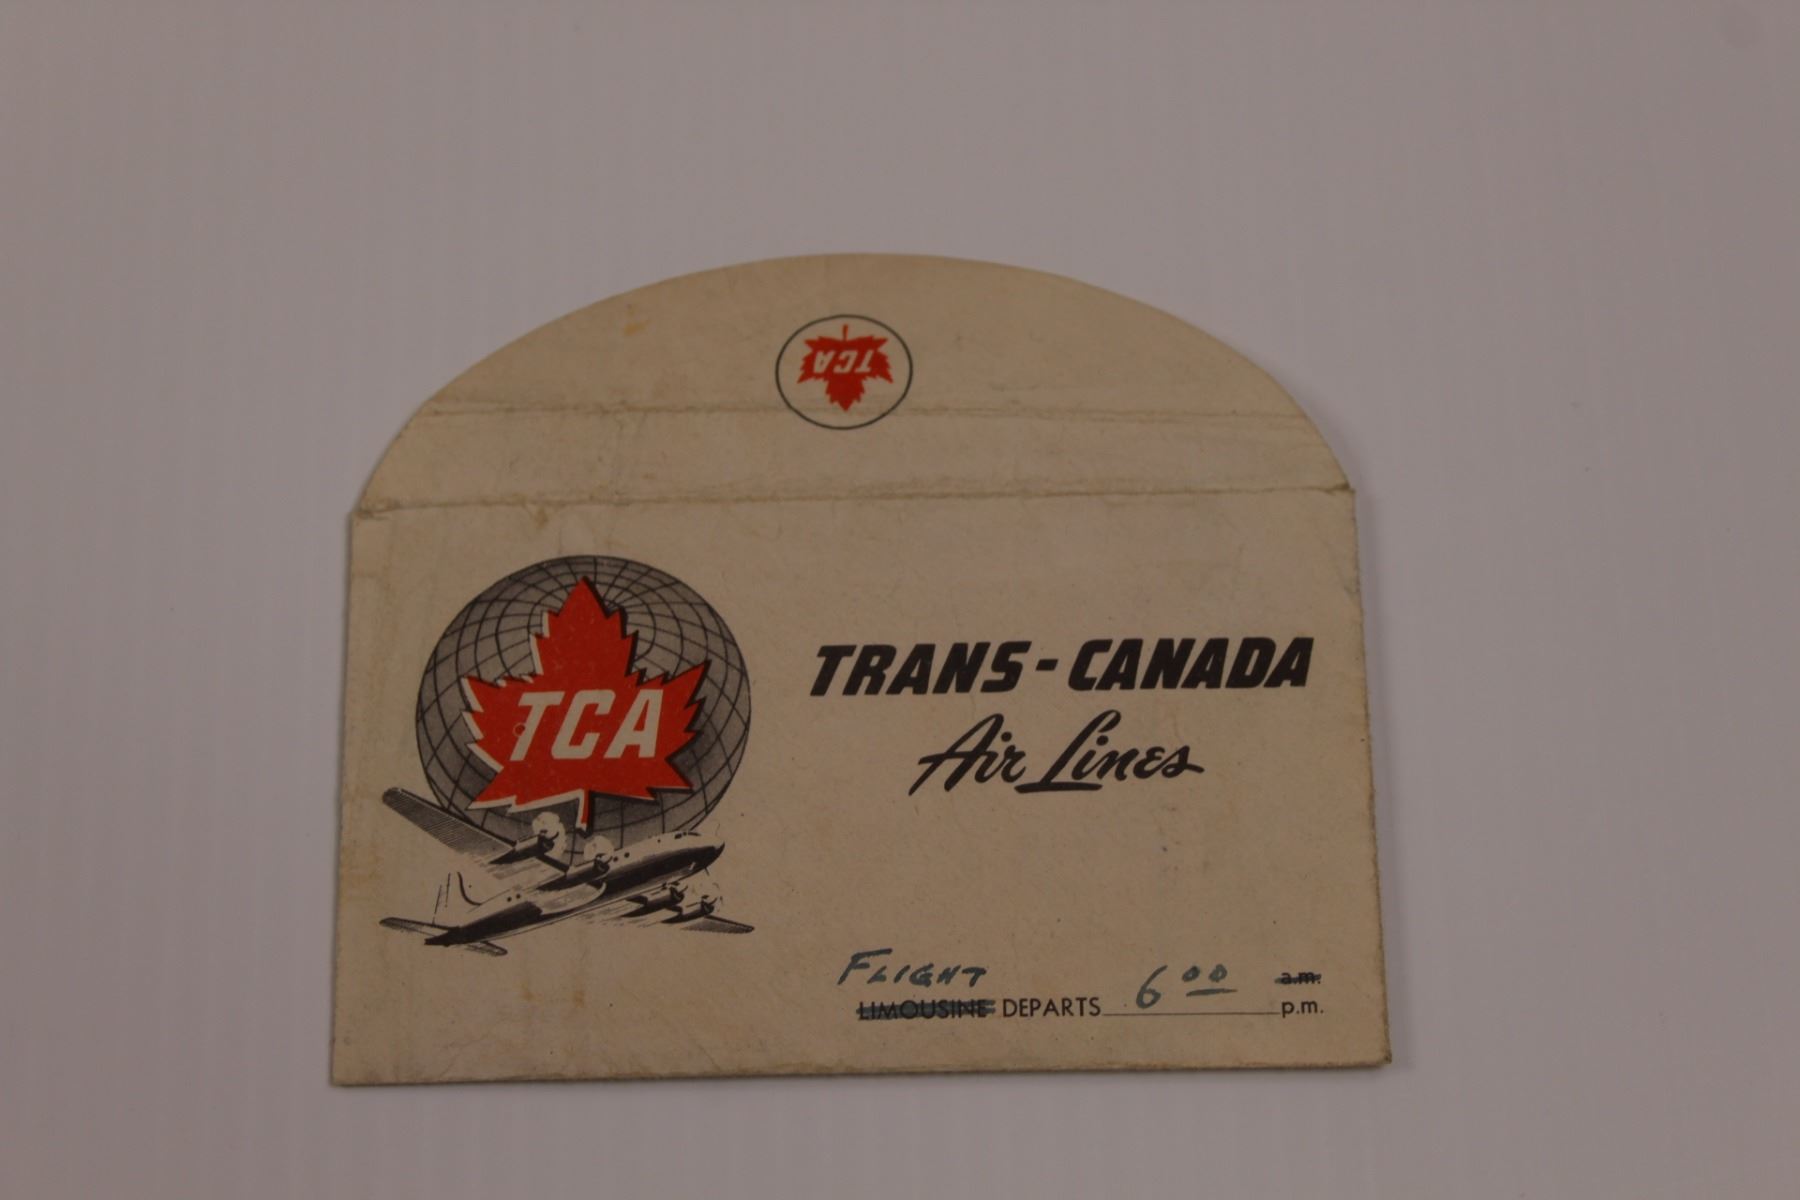 TCA
TCA
TRANS-CANADA
Air Lines
FLIGHT
LIMOUSINE DEPARTS 6 00 a.m.
p.m.